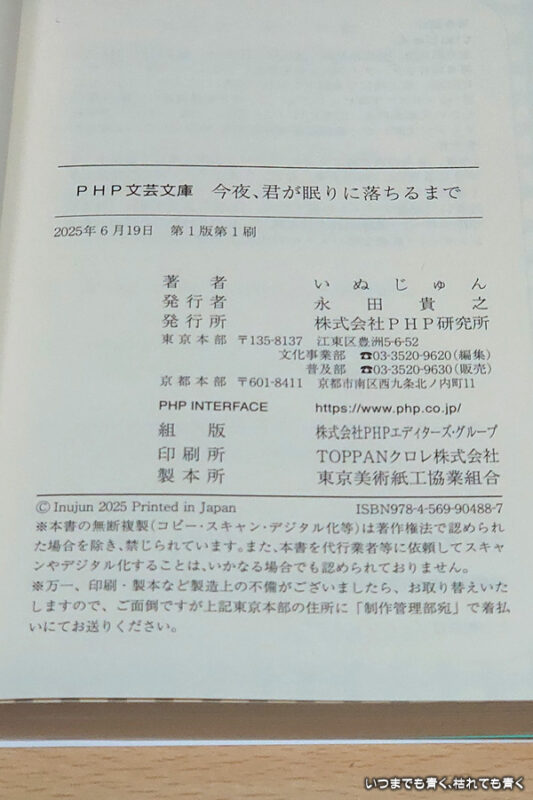 PHP文芸文庫 今夜、君が眠りに落ちるまで
2025年6月19日 第1版第1刷
著者 いぬじゅん
発行者 永田貴之
発行所 株式会社PHP研究所
東京本部 〒135-8137 江東区豊洲5-6-52
文化事業部 ☎03-3520-9620(編集)
普及部 ☎03-3520-9630(販売)
京都本部 〒601-8411 京都市南区西九条北ノ内町11
PHP INTERFACE https://www.php.co.jp/
組版 株式会社PHPエディターズ・グループ
印刷所 TOPPANクロレ株式会社
製本所 東京美術紙工協業組合
© Inujun 2025 Printed in Japan ISBN978-4-569-90488-7
※本書の無断複製(コピー・スキャン・デジタル化等)は著作権法で認められ
た場合を除き、禁じられています。また、本書を代行業者等に依頼してスキャ
ンやデジタル化することは、いかなる場合でも認められておりません。
※万一、印刷・製本など製造上の不備がございましたら、お取り替えいた
しますので、ご面倒ですが上記東京本部の住所に「制作管理部宛」で着払
いにてお送りください。
いつまでも青く、枯れても青く